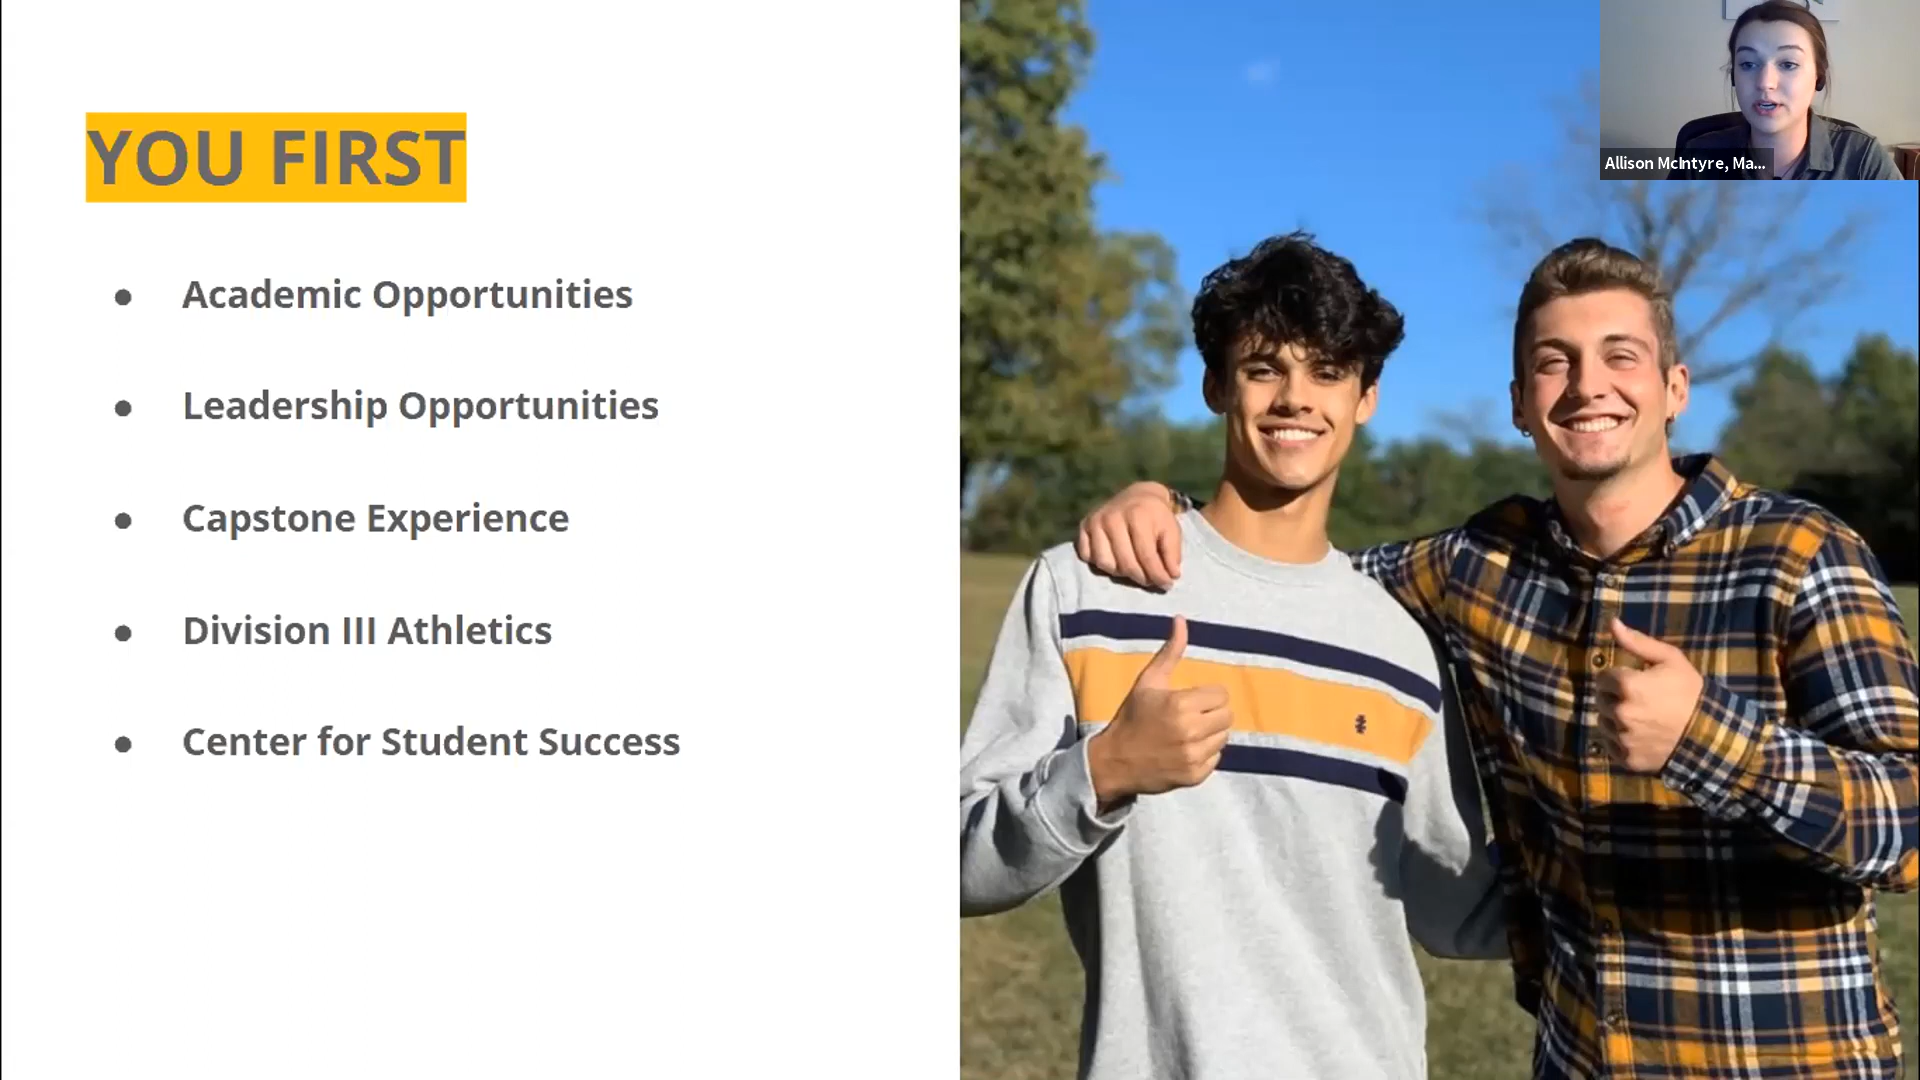 YOU FIRST
● Academic Opportunities
● Leadership Opportunities
● Capstone Experience
● Division III Athletics
● Center for Student Success
Allison McIntyre, Ma...